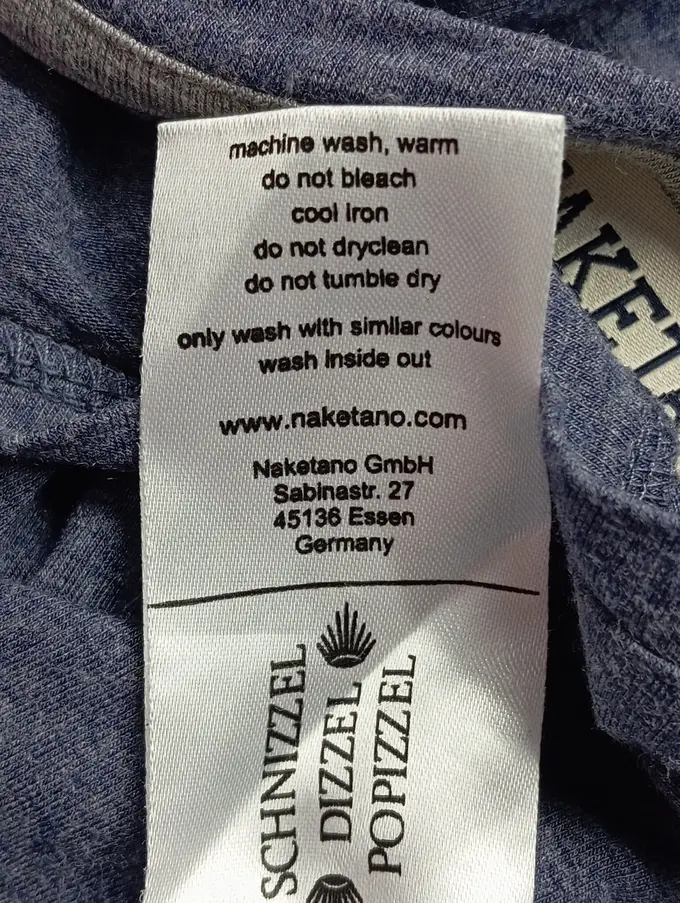 machine wash, warm
do not bleach
cool iron
do not dryclean
do not tumble dry
only wash with similar colours
wash inside out
www.naketano.com
Naketano GmbH
Sabinastr. 27
45136 Essen
Germany
SCHNIZZEL
DIZZEL
POPIZZEL